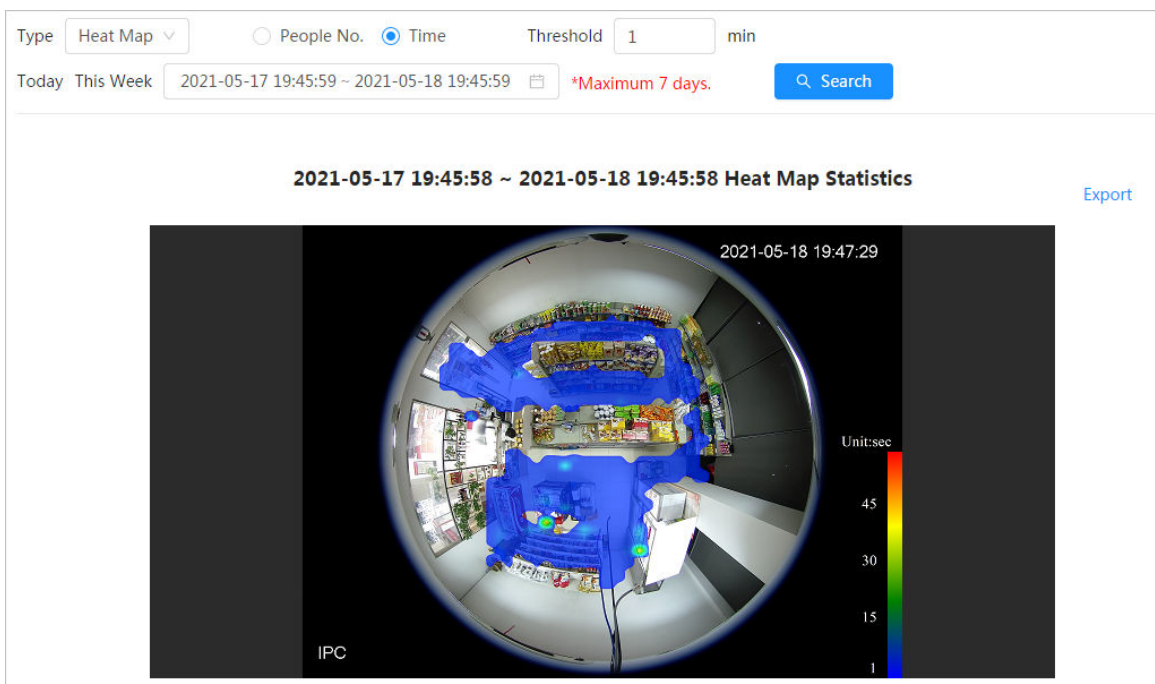 Type Heat Map People No. Time Threshold 1 min
Today This Week 2021-05-17 19:45:59 ~ 2021-05-18 19:45:59 *Maximum 7 days. Search
2021-05-17 19:45:58 ~ 2021-05-18 19:45:58 Heat Map Statistics
Export
2021-05-18 19:47:29
Unit:sec
45
30
15
1
IPC